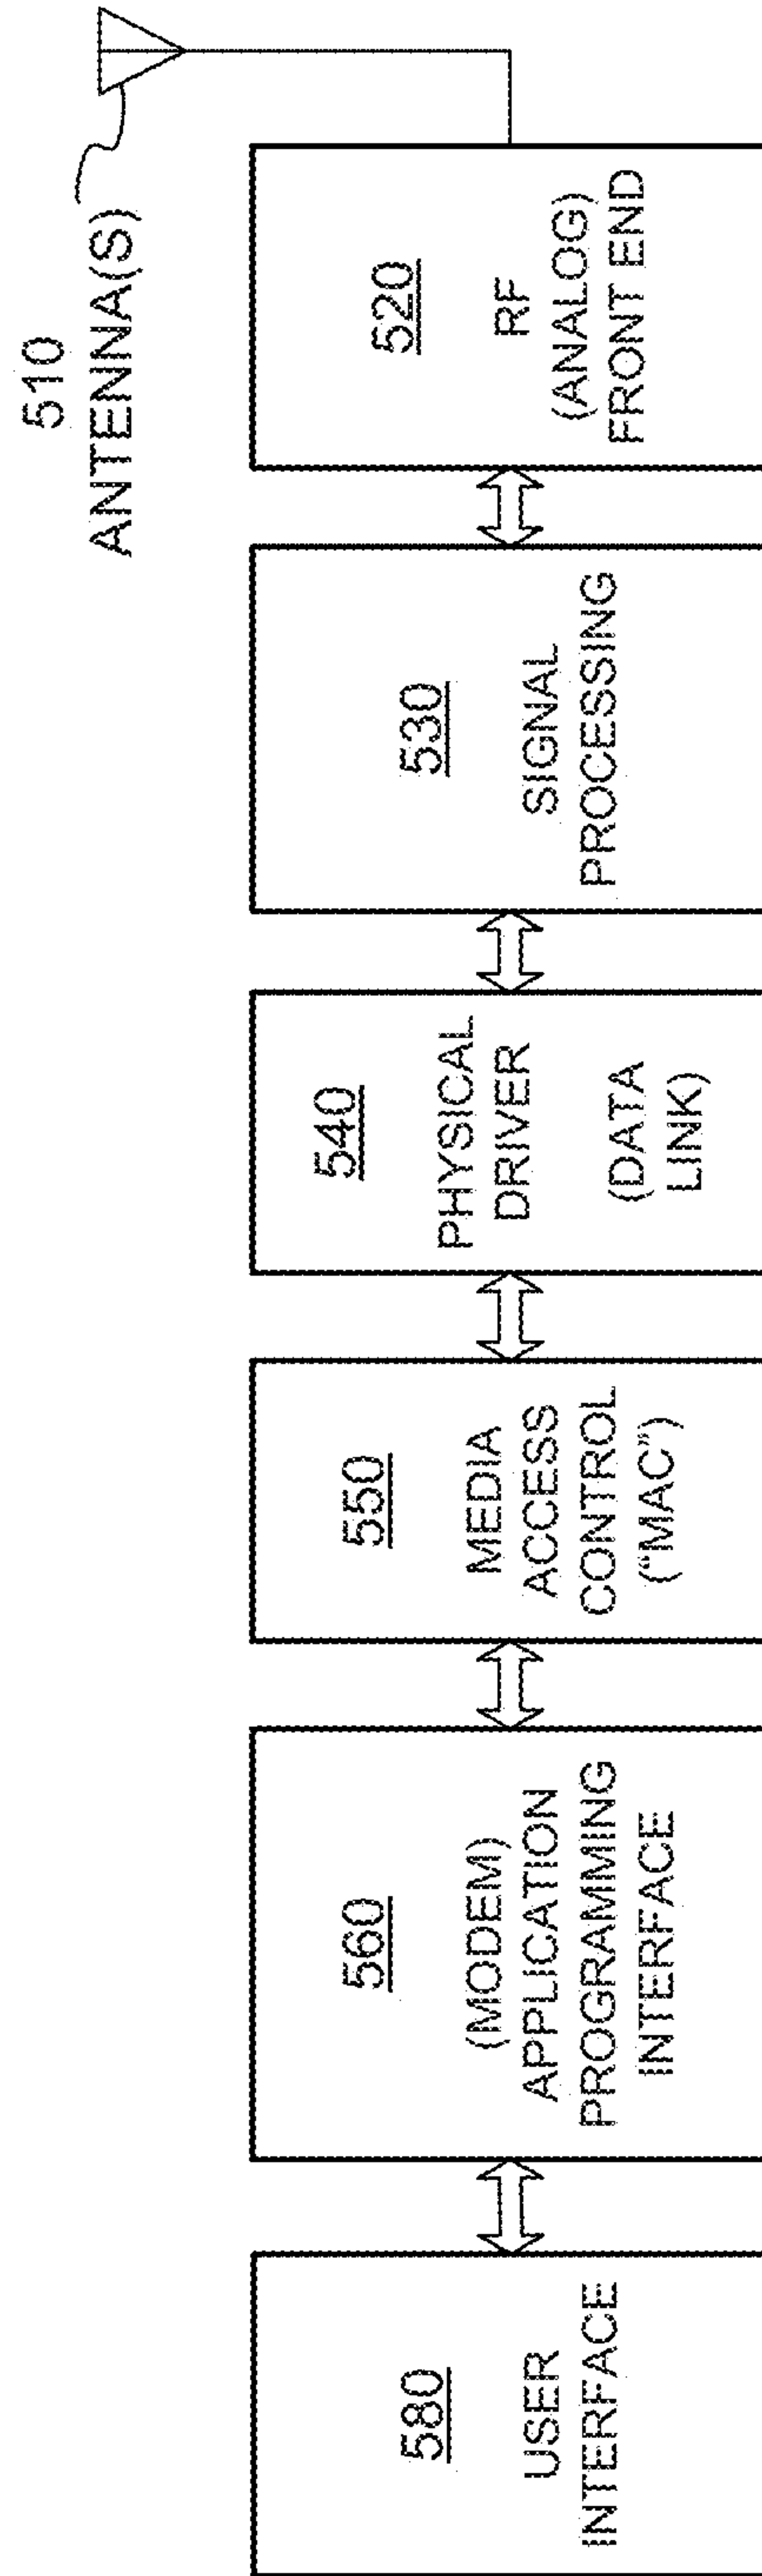 510
ANTENNA(S)
580
USER
INTERFACE
560
(MODEM)
APPLICATION
PROGRAMMING
INTERFACE
550
MEDIA
ACCESS
CONTROL
(“MAC”)
540
PHYSICAL
DRIVER
(DATA
LINK)
530
SIGNAL
PROCESSING
520
RF
(ANALOG)
FRONT END